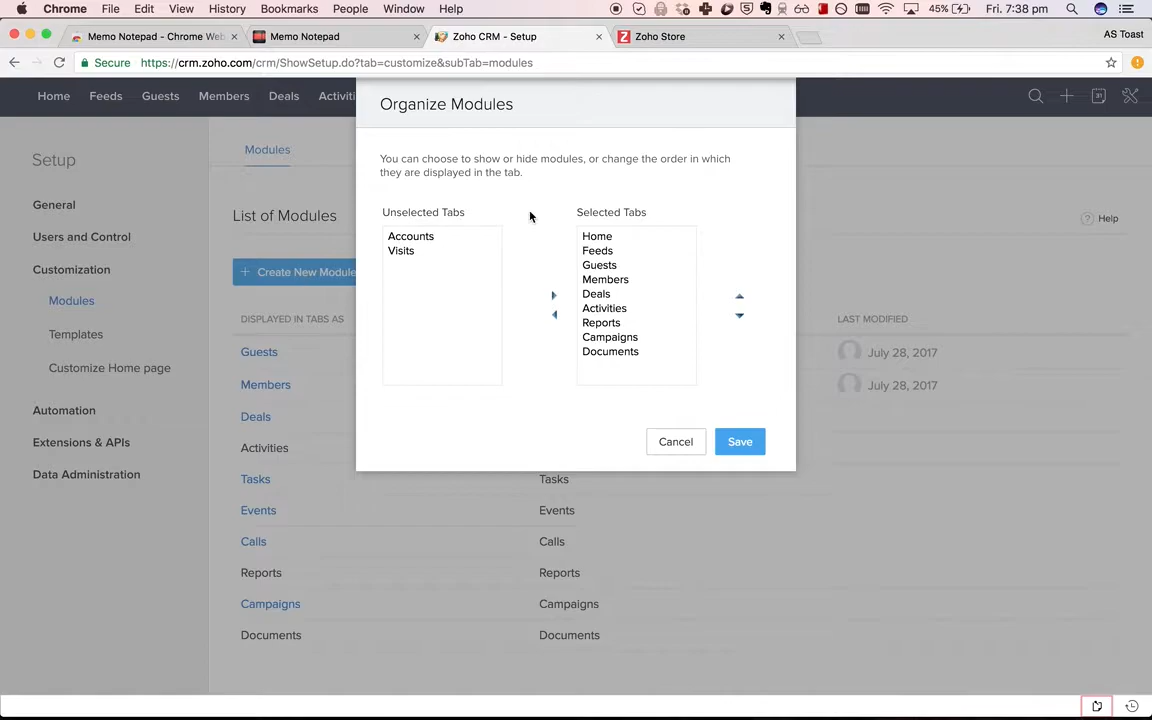 Chrome File Edit View History Bookmarks People Window Help 45% Fri. 7:38 pm
Memo Notepad - Chrome Web Memo Notepad Zoho CRM - Setup Zoho Store AS Toast
Secure https://crm.zoho.com/crm/ShowSetup.do?tab=customize&subTab=modules
Home Feeds Guests Members Deals Activiti 31
Organize Modules
You can choose to show or hide modules, or change the order in which
they are displayed in the tab.
Unselected Tabs Selected Tabs
Accounts
Visits
Home
Feeds
Guests
Members
Deals
Activities
Reports
Campaigns
Documents
Cancel Save
Setup
General
Users and Control
Customization
Modules
Templates
Customize Home page
Automation
Extensions & APIs
Data Administration
Modules
List of Modules Help
+ Create New Module
DISPLAYED IN TABS AS LAST MODIFIED
Guests July 28, 2017
Members July 28, 2017
Deals
Activities
Tasks Tasks
Events Events
Calls Calls
Reports Reports
Campaigns Campaigns
Documents Documents